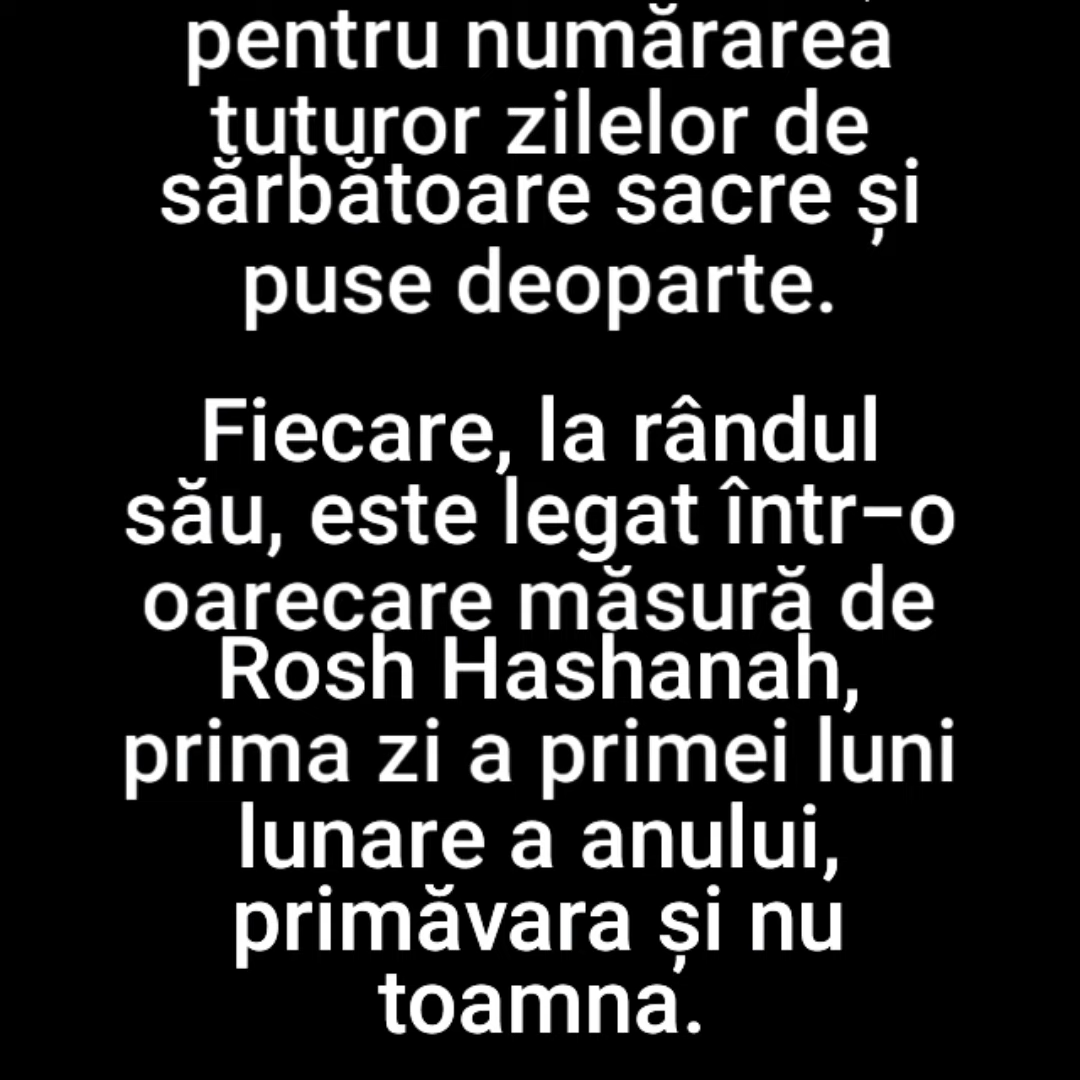 pentru numărarea
tuturor zilelor de
sărbătoare sacre și
puse deoparte.
Fiecare, la rândul
său, este legat într-o
oarecare măsură de
Rosh Hashanah,
prima zi a primei luni
lunare a anului,
primăvara și nu
toamna.